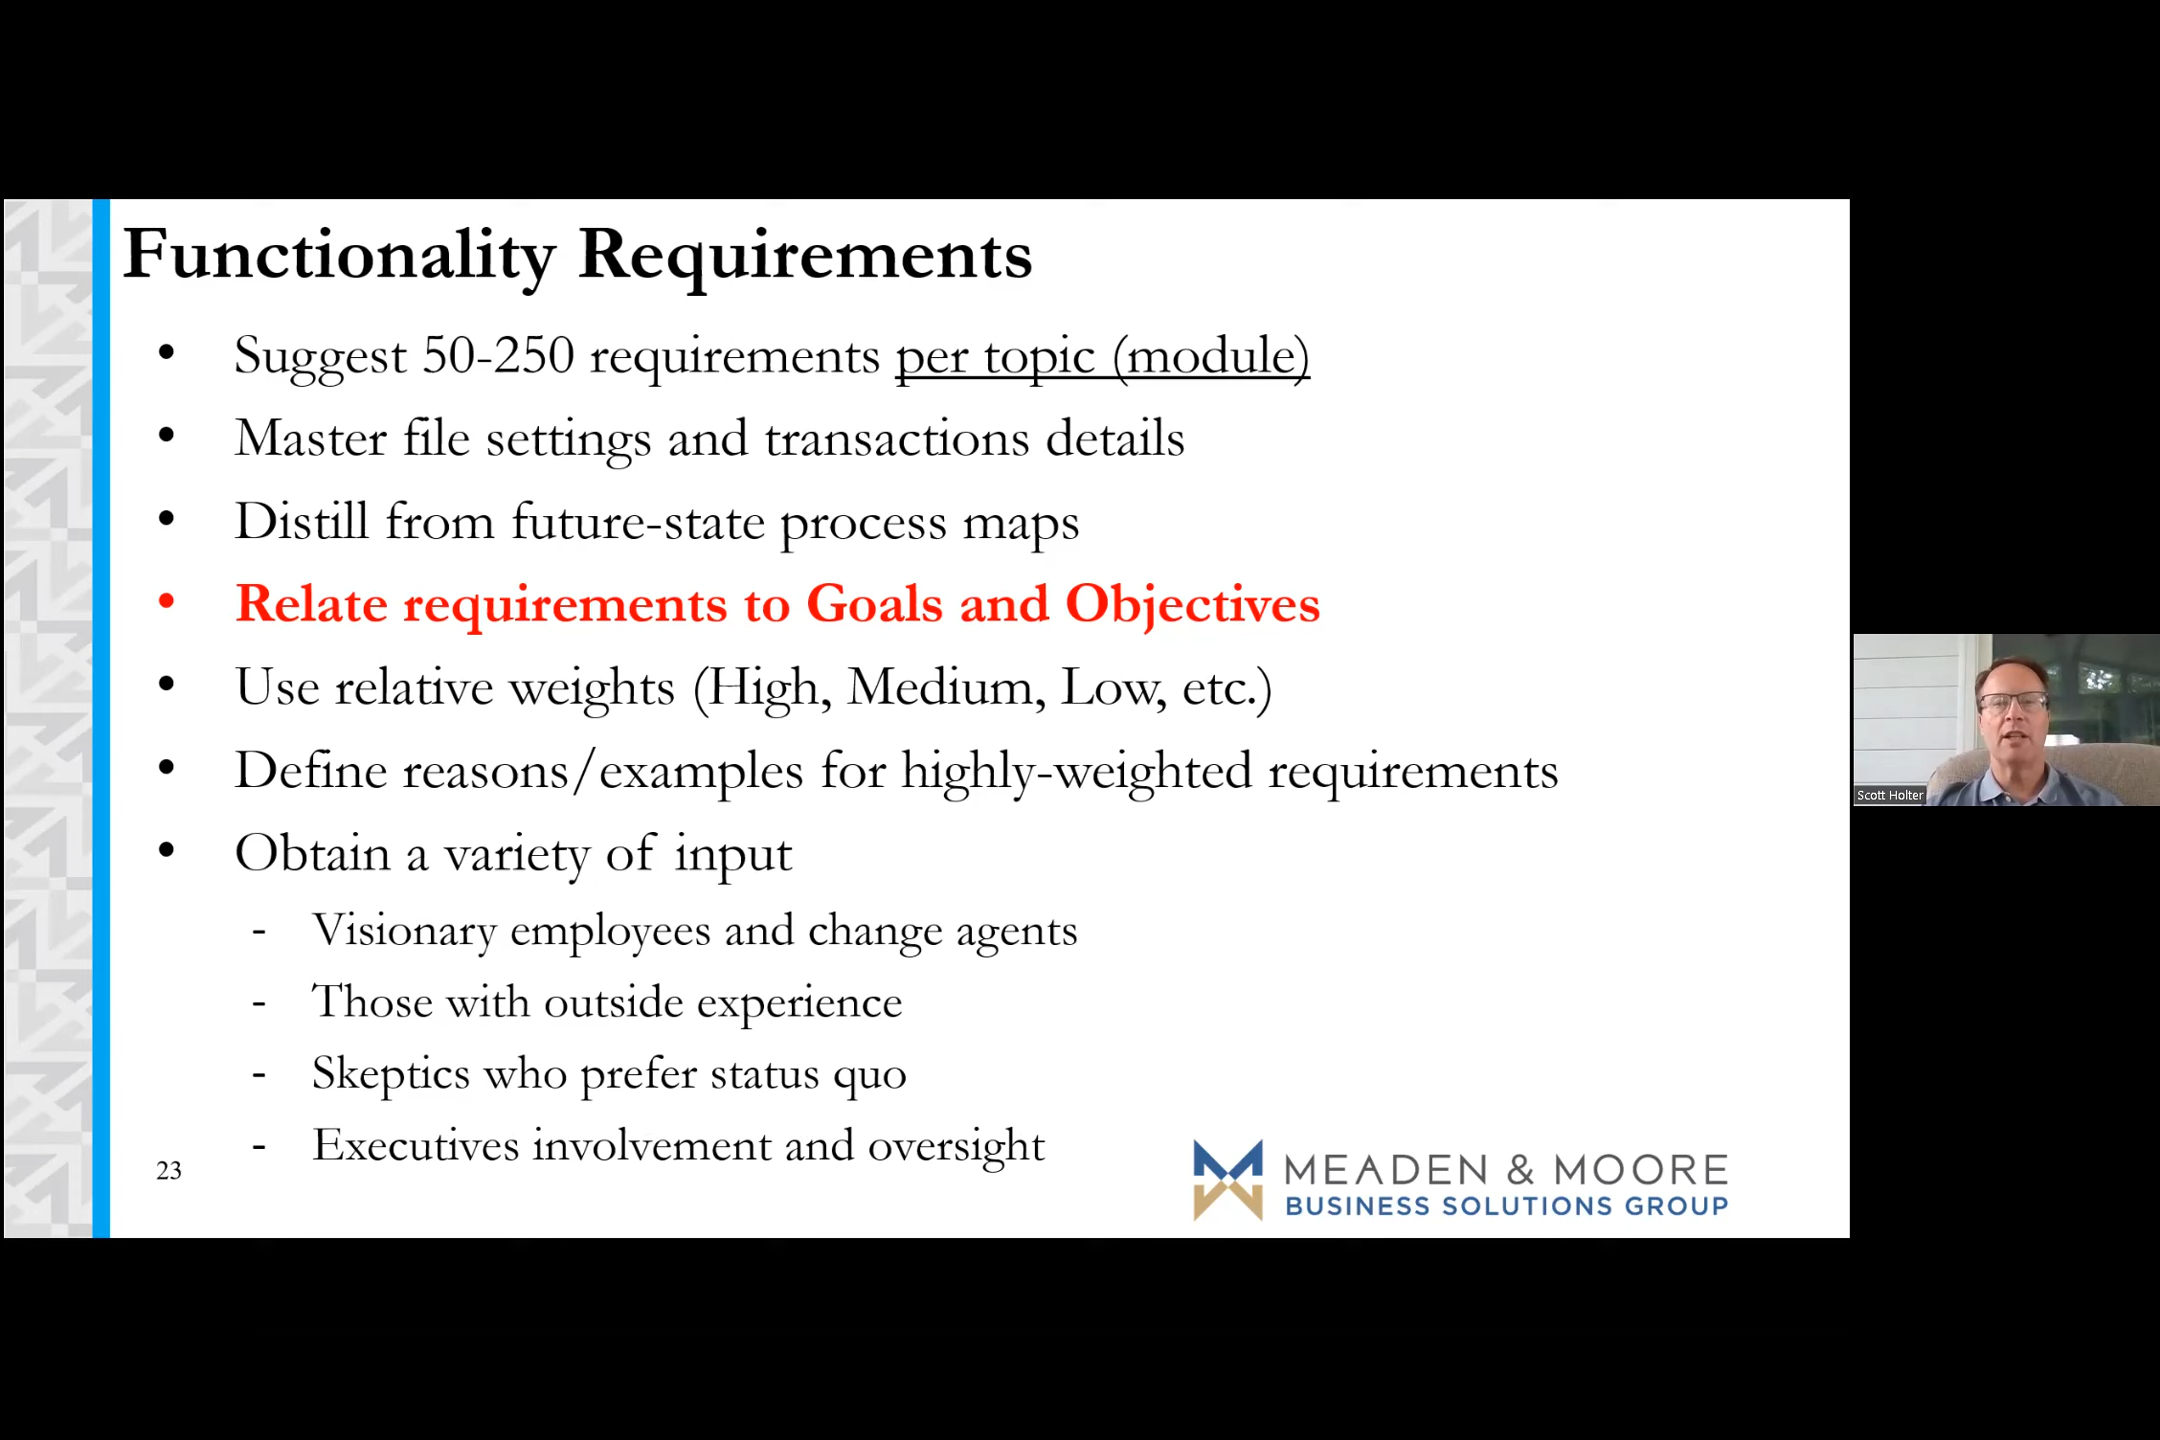 Functionality Requirements
• Suggest 50-250 requirements per topic (module)
• Master file settings and transactions details
• Distill from future-state process maps
• Relate requirements to Goals and Objectives
• Use relative weights (High, Medium, Low, etc.)
• Define reasons/examples for highly-weighted requirements
• Obtain a variety of input
- Visionary employees and change agents
- Those with outside experience
- Skeptics who prefer status quo
- Executives involvement and oversight
23
MEADEN & MOORE
BUSINESS SOLUTIONS GROUP
Scott Holter